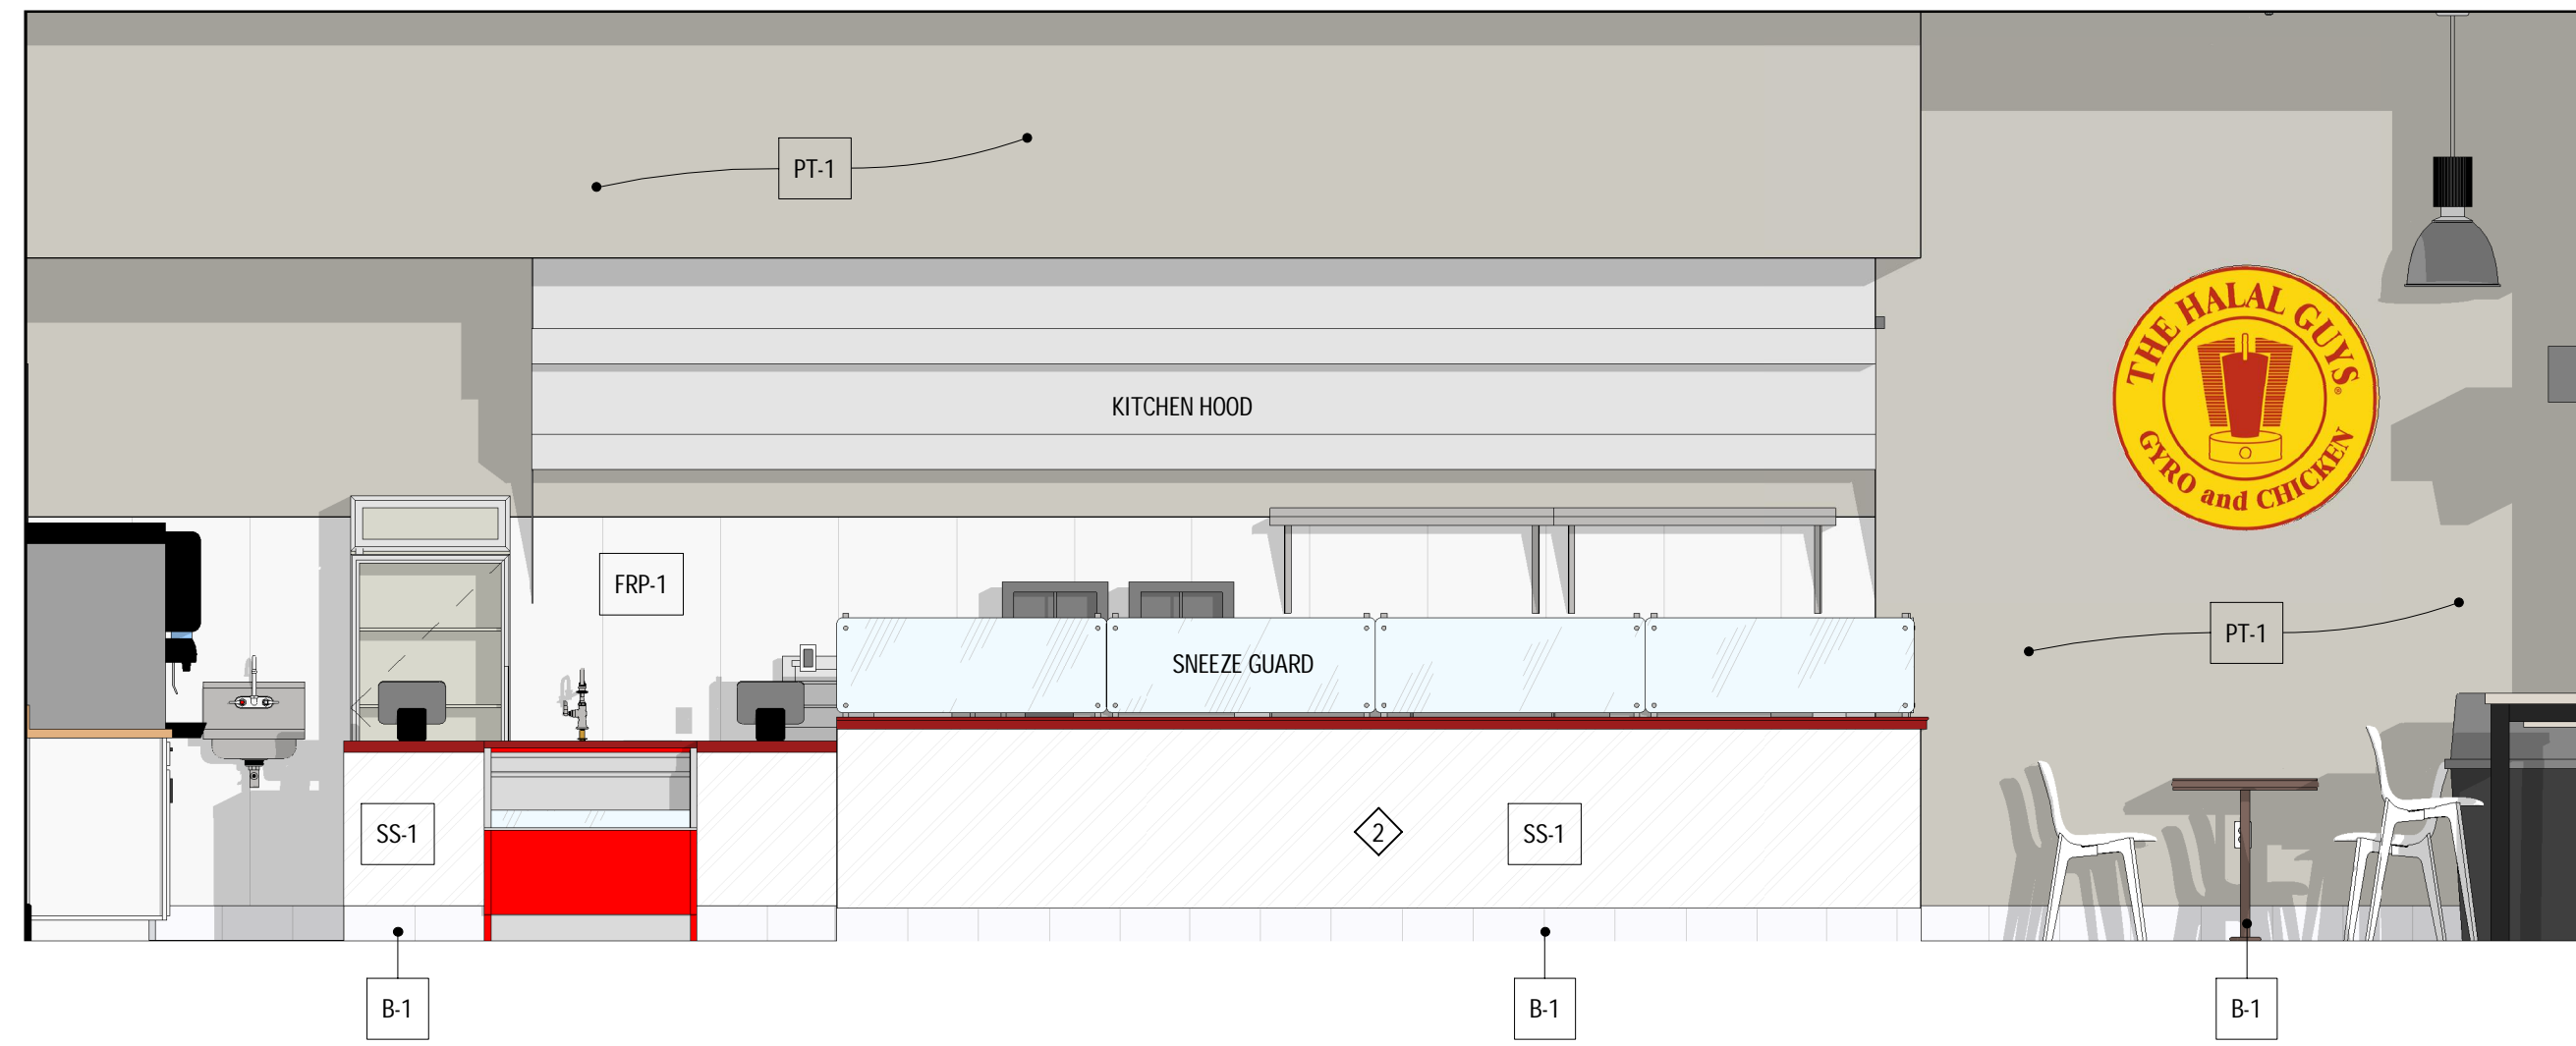 PT-1
KITCHEN HOOD
THE HALAL GUYS®
GYRO and CHICKEN
FRP-1
PT-1
SNEEZE GUARD
SS-1
2
SS-1
B-1
B-1
B-1